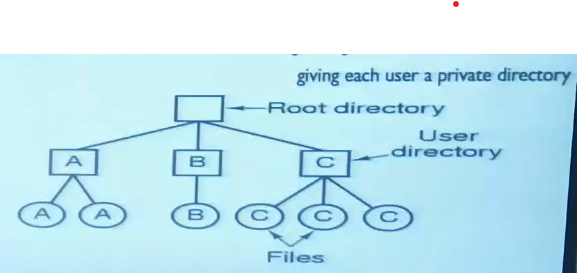 giving each user a private directory
Root directory
User
directory
A B C
A A B C C C
Files